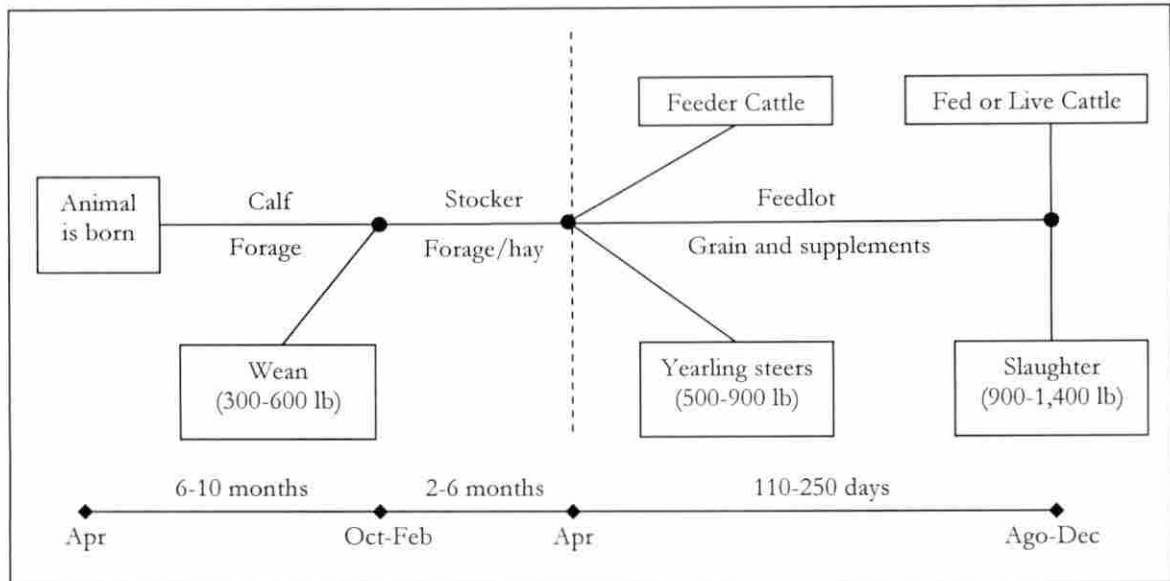 Feeder Cattle
Fed or Live Cattle
Animal
is born
Calf
Forage
Stocker
Forage/hay
Feedlot
Grain and supplements
Wean
(300-600 lb)
Yearling steers
(500-900 lb)
Slaughter
(900-1,400 lb)
6-10 months
2-6 months
110-250 days
Apr
Oct-Feb
Apr
Ago-Dec